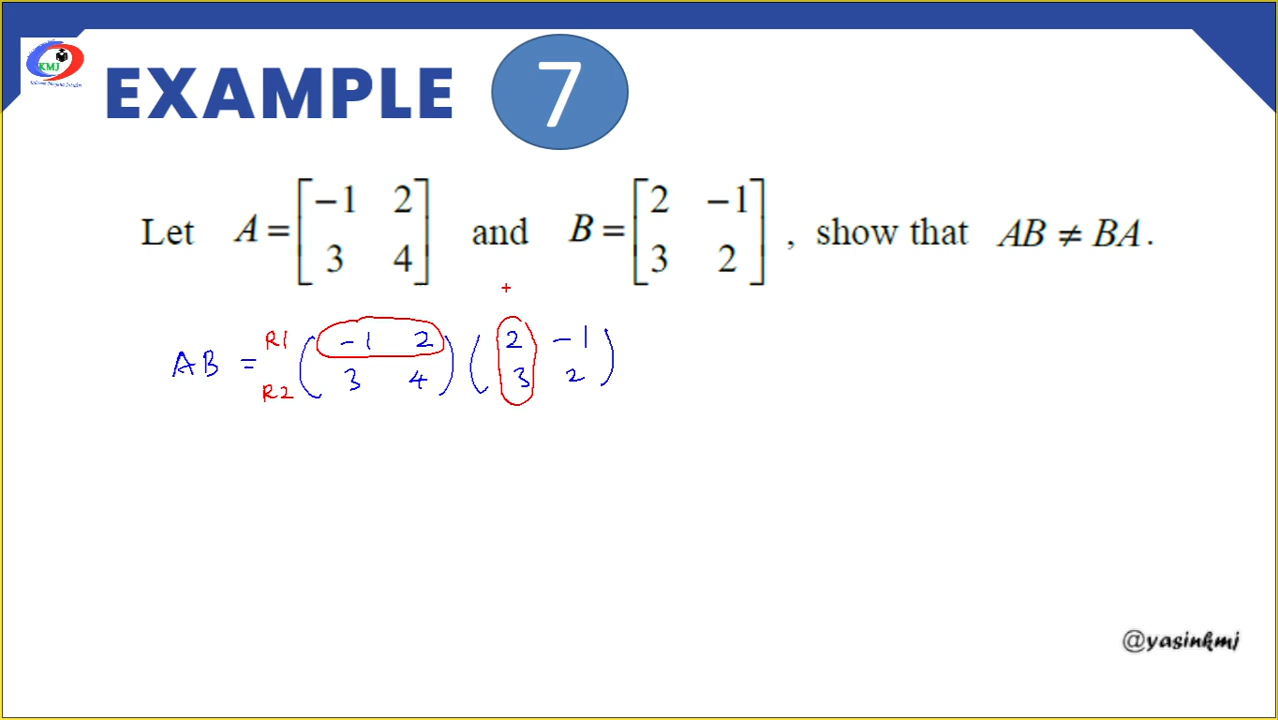 KMJ
EXAMPLE 7
Let A = [ −1 2 ; 3 4 ] and B = [ 2 −1 ; 3 2 ] , show that AB ≠ BA .
+
AB = R1 R2 ( -1 2 ; 3 4 ) ( 2 -1 ; 3 2 )
@yasinkmj